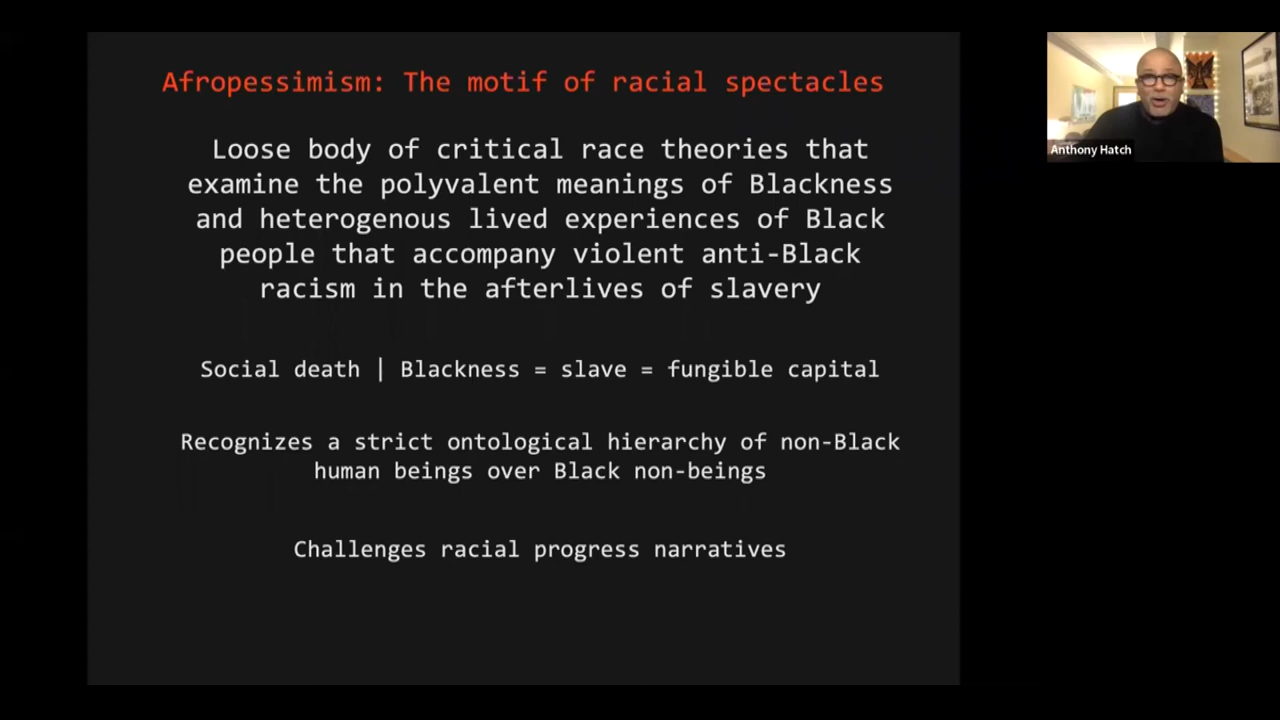 Afropessimism: The motif of racial spectacles
Loose body of critical race theories that
examine the polyvalent meanings of Blackness
and heterogenous lived experiences of Black
people that accompany violent anti-Black
racism in the afterlives of slavery
Social death | Blackness = slave = fungible capital
Recognizes a strict ontological hierarchy of non-Black
human beings over Black non-beings
Challenges racial progress narratives
Anthony Hatch